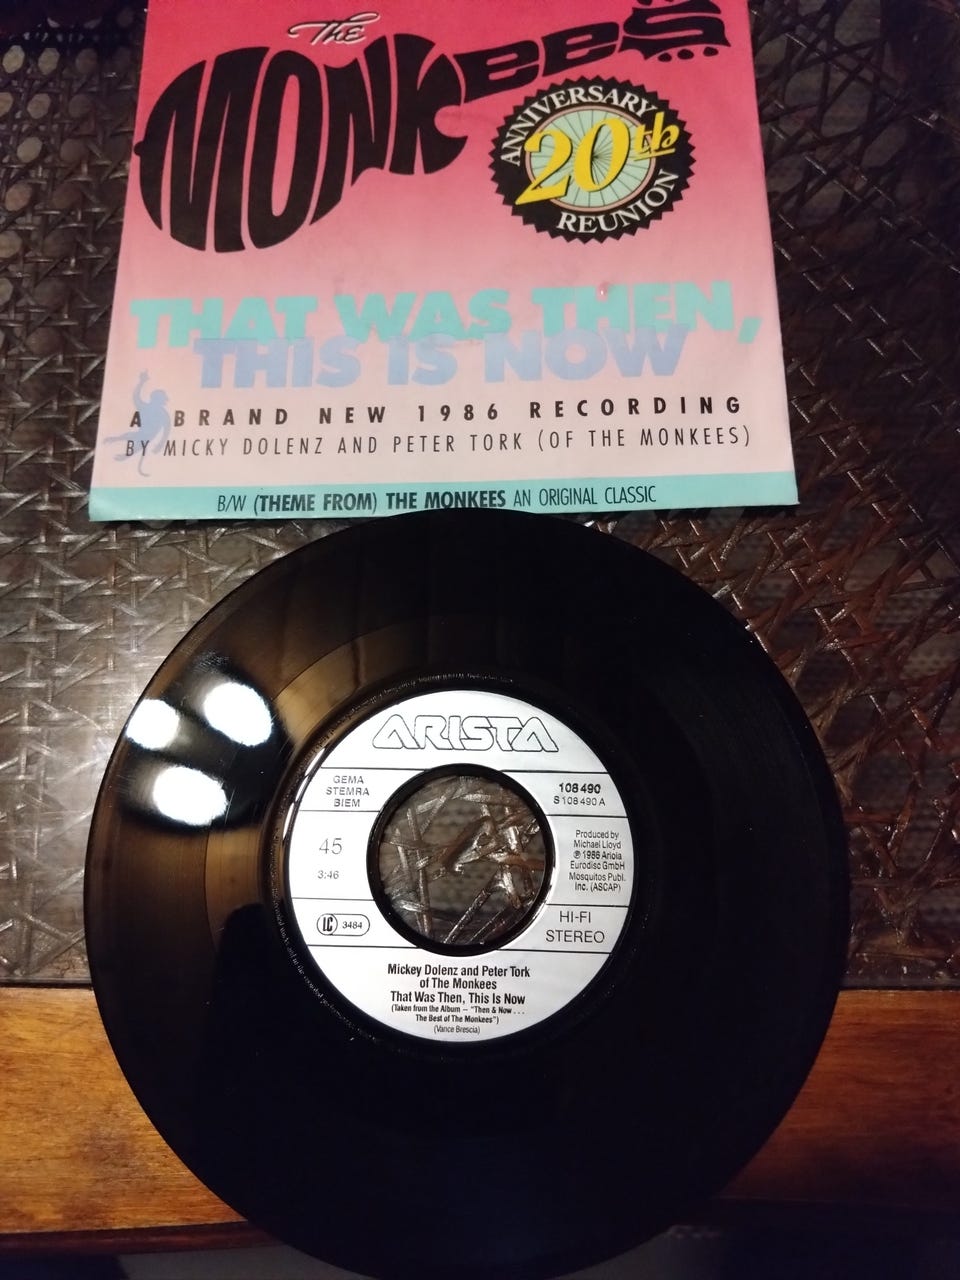 The
MONKEES
ANNIVERSARY
20th
REUNION
THAT WAS THEN,
THIS IS NOW
A BRAND NEW 1986 RECORDING
BY MICKY DOLENZ AND PETER TORK (OF THE MONKEES)
B/W (THEME FROM) THE MONKEES AN ORIGINAL CLASSIC
ARISTA
GEMA
STEMRA
BIEM
108 490
S 108 490 A
45
3:46
Produced by
Michael Lloyd
℗ 1986 Ariola
Eurodisc GmbH
Mosquitos Publ.
Inc. (ASCAP)
LC 3484
HI-FI
STEREO
Mickey Dolenz and Peter Tork
of The Monkees
That Was Then, This Is Now
(Taken from the Album – "Then & Now . . .
The Best of The Monkees")
(Vance Brescia)